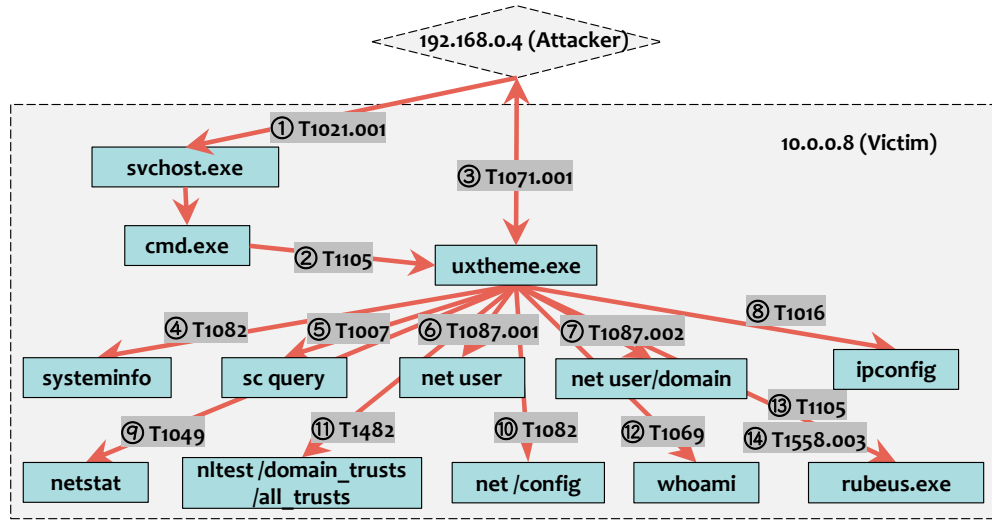 192.168.0.4 (Attacker)
① T1021.001
10.0.0.8 (Victim)
svchost.exe
③ T1071.001
cmd.exe
② T1105
uxtheme.exe
④ T1082
⑤ T1007
⑥ T1087.001
⑦ T1087.002
⑧ T1016
systeminfo
sc query
net user
net user/domain
ipconfig
⑨ T1049
⑪ T1482
⑩ T1082
⑫ T1069
⑬ T1105
⑭ T1558.003
netstat
nltest /domain_trusts
/all_trusts
net /config
whoami
rubeus.exe